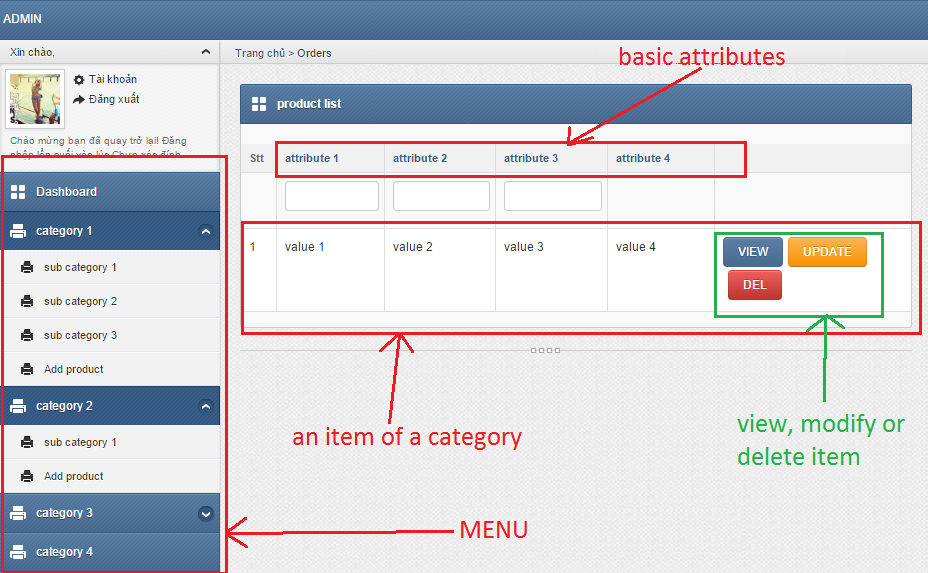 ADMIN
Xin chào,
Tài khoản
Đăng xuất
Chào mừng bạn đã quay trở lại! Đăng
nhập lần cuối vào lúc Chưa xác định
Dashboard
category 1
sub category 1
sub category 2
sub category 3
Add product
category 2
sub category 1
Add product
category 3
category 4
Trang chủ > Orders
basic attributes
product list
Stt attribute 1 attribute 2 attribute 3 attribute 4
1 value 1 value 2 value 3 value 4 VIEW UPDATE
DEL
an item of a category
view, modify or
delete item
MENU